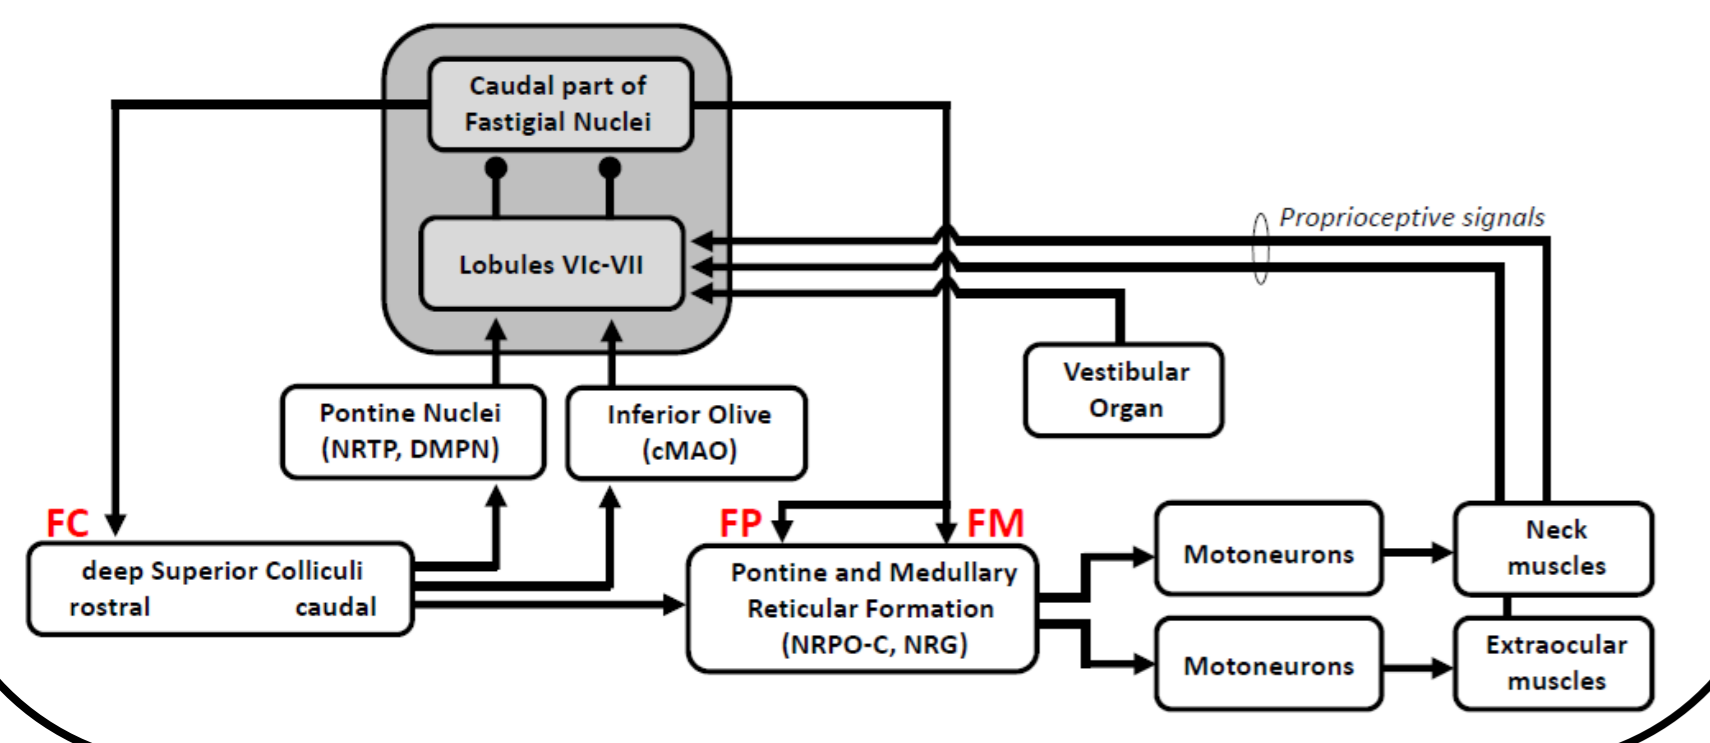 Caudal part of
Fastigial Nuclei
Proprioceptive signals
Lobules VIc-VII
Vestibular
Organ
Pontine Nuclei
(NRTP, DMPN)
Inferior Olive
(cMAO)
FC
FP
FM
deep Superior Colliculi
rostral caudal
Pontine and Medullary
Reticular Formation
(NRPO-C, NRG)
Motoneurons
Neck
muscles
Motoneurons
Extraocular
muscles